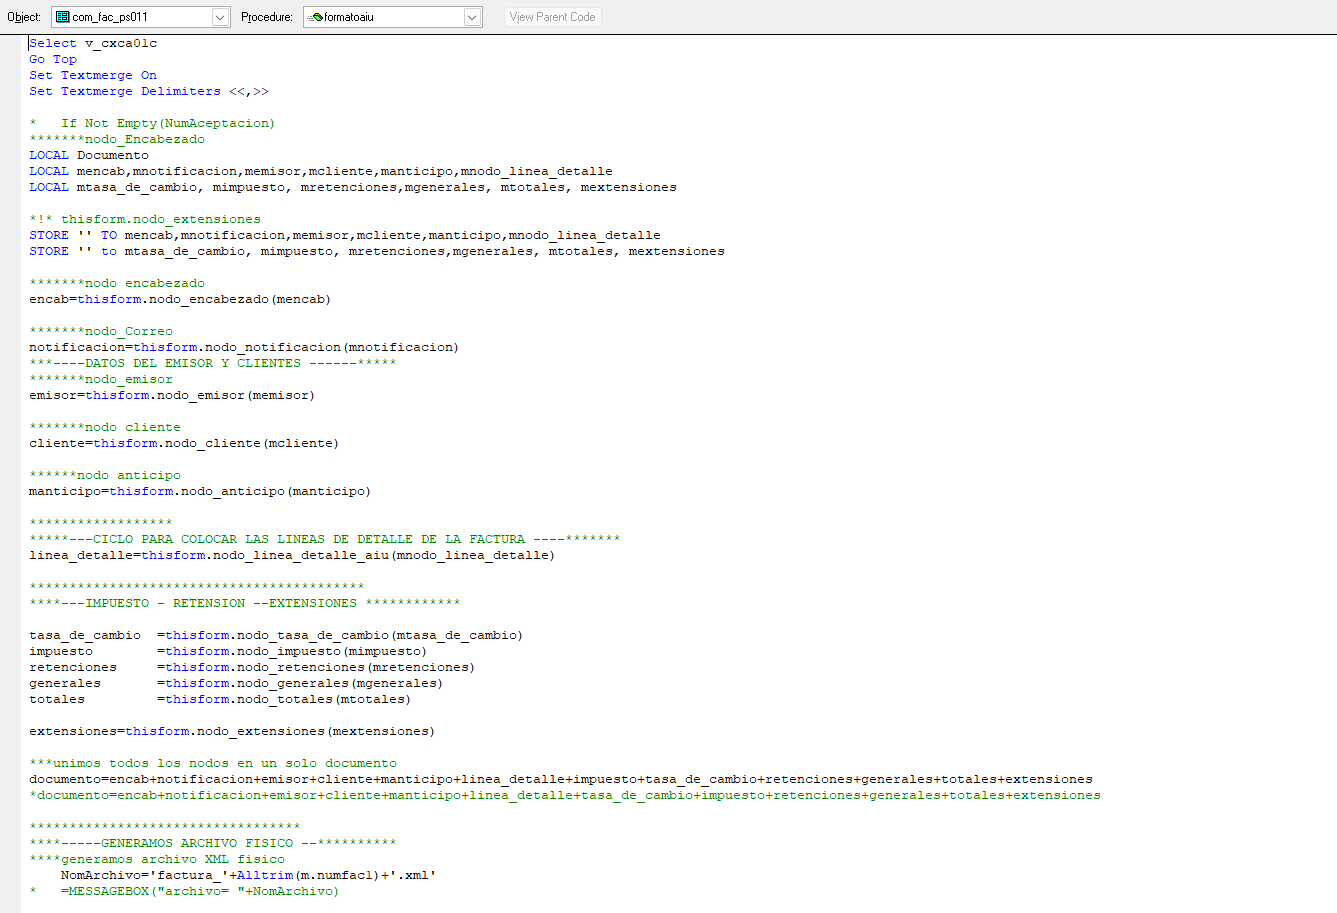 Object: com_fac_ps011 Procedure: formatoaiu View Parent Code
Select v_cxca01c
Go Top
Set Textmerge On
Set Textmerge Delimiters <<,>>
*   If Not Empty(NumAceptacion)
*******nodo_Encabezado
LOCAL Documento
LOCAL mencab,mnotificacion,memisor,mcliente,manticipo,mnodo_linea_detalle
LOCAL mtasa_de_cambio, mimpuesto, mretenciones,mgenerales, mtotales, mextensiones
*!* thisform.nodo_extensiones
STORE '' TO mencab,mnotificacion,memisor,mcliente,manticipo,mnodo_linea_detalle
STORE '' to mtasa_de_cambio, mimpuesto, mretenciones,mgenerales, mtotales, mextensiones
*******nodo encabezado
encab=thisform.nodo_encabezado(mencab)
*******nodo_Correo
notificacion=thisform.nodo_notificacion(mnotificacion)
***----DATOS DEL EMISOR Y CLIENTES ------*****
*******nodo_emisor
emisor=thisform.nodo_emisor(memisor)
*******nodo cliente
cliente=thisform.nodo_cliente(mcliente)
******nodo anticipo
manticipo=thisform.nodo_anticipo(manticipo)
******************
*****---CICLO PARA COLOCAR LAS LINEAS DE DETALLE DE LA FACTURA ----*******
linea_detalle=thisform.nodo_linea_detalle_aiu(mnodo_linea_detalle)
******************************************
****---IMPUESTO - RETENSION --EXTENSIONES ************
tasa_de_cambio  =thisform.nodo_tasa_de_cambio(mtasa_de_cambio)
impuesto        =thisform.nodo_impuesto(mimpuesto)
retenciones     =thisform.nodo_retenciones(mretenciones)
generales       =thisform.nodo_generales(mgenerales)
totales         =thisform.nodo_totales(mtotales)
extensiones=thisform.nodo_extensiones(mextensiones)
***unimos todos los nodos en un solo documento
documento=encab+notificacion+emisor+cliente+manticipo+linea_detalle+impuesto+tasa_de_cambio+retenciones+generales+totales+extensiones
*documento=encab+notificacion+emisor+cliente+manticipo+linea_detalle+tasa_de_cambio+impuesto+retenciones+generales+totales+extensiones
**********************************
****-----GENERAMOS ARCHIVO FISICO --**********
****generamos archivo XML fisico
    NomArchivo='factura_'+Alltrim(m.numfac1)+'.xml'
*   =MESSAGEBOX("archivo= "+NomArchivo)